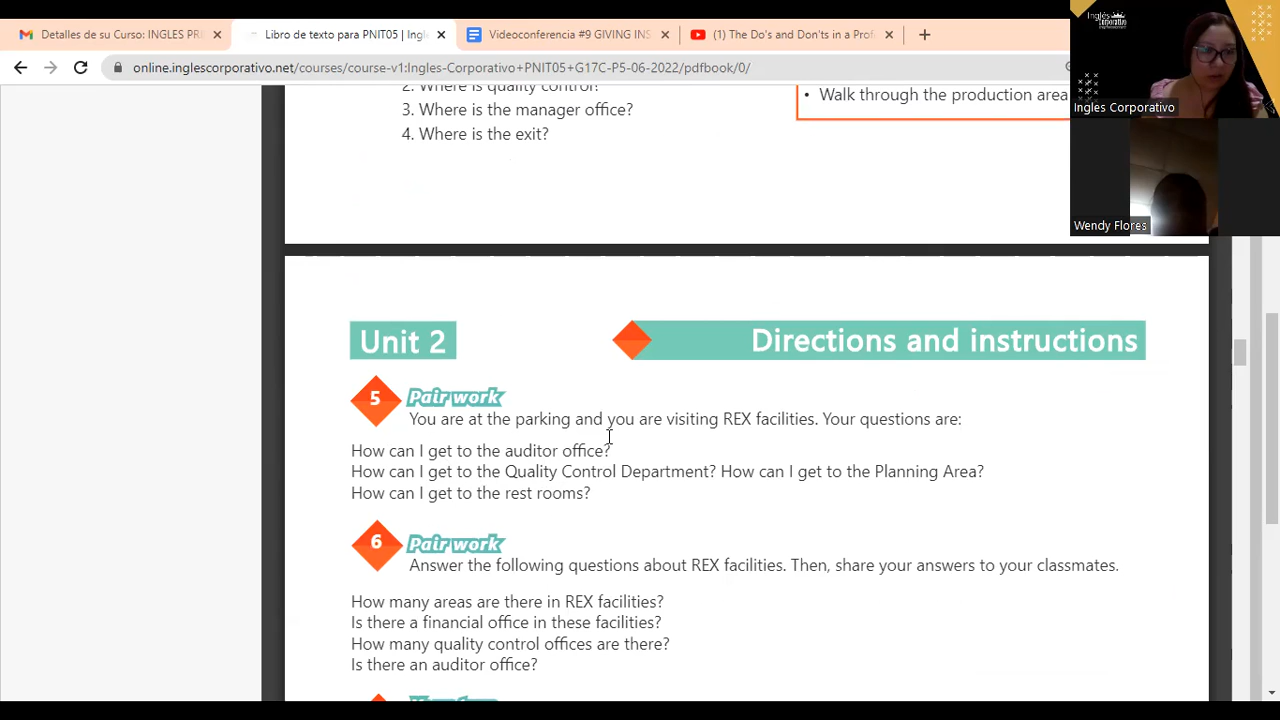 Detalles de su Curso: INGLES PRI
Libro de texto para PNIT05 | Ingl
Videoconferencia #9 GIVING INS
(1) The Do's and Don'ts in a Prof
online.inglescorporativo.net/courses/course-v1:Ingles-Corporativo+PNIT05+G17C-P5-06-2022/pdfbook/0/
Inglés
Corporativo
Ingles Corporativo
Wendy Flores
2. Where is quality control?
3. Where is the manager office?
4. Where is the exit?
• Walk through the production area
Unit 2
Directions and instructions
5
Pair work
You are at the parking and you are visiting REX facilities. Your questions are:
How can I get to the auditor office?
How can I get to the Quality Control Department? How can I get to the Planning Area?
How can I get to the rest rooms?
6
Pair work
Answer the following questions about REX facilities. Then, share your answers to your classmates.
How many areas are there in REX facilities?
Is there a financial office in these facilities?
How many quality control offices are there?
Is there an auditor office?